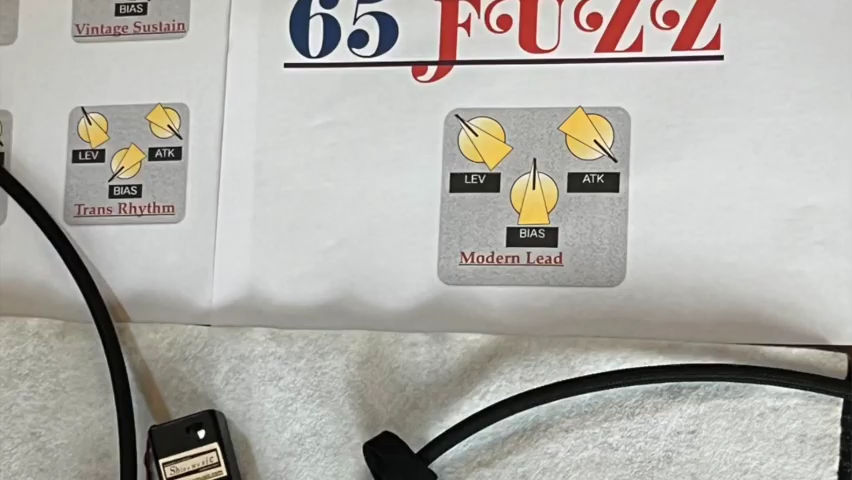 BIAS
Vintage Sustain
65 FUZZ
LEV
ATK
BIAS
Trans Rhythm
LEV
ATK
BIAS
Modern Lead